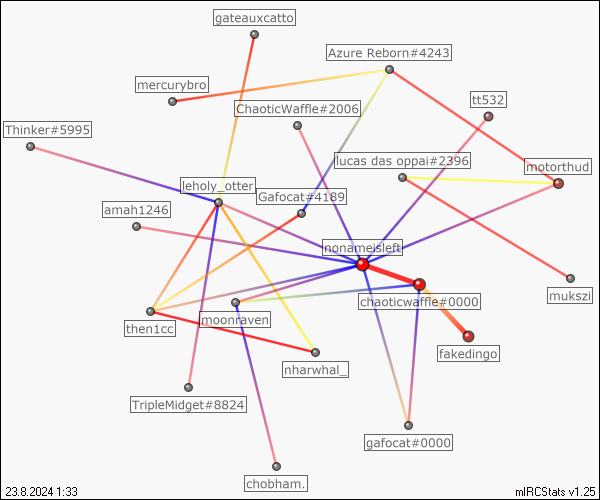 gateauxcatto
Azure Reborn#4243
mercurybro
ChaoticWaffle#2006
tt532
Thinker#5995
lucas das oppai#2396
motorthud
leholy_otter
Gafocat#4189
amah1246
nonameisleft
mukszi
chaoticwaffle#0000
moonraven
then1cc
fakedingo
nharwhal_
TripleMidget#8824
gafocat#0000
chobham.
23.8.2024 1:33
mIRCStats v1.25